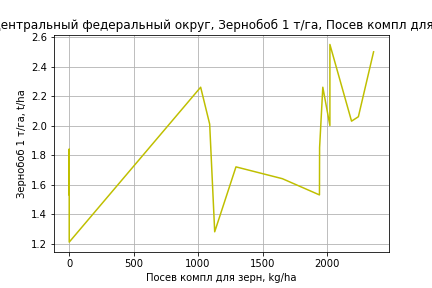 ентральный федеральный округ, Зернобоб 1 т/га, Посев компл для
2.6
2.4
2.2
2.0
1.8
1.6
1.4
1.2
Зернобоб 1 т/га, t/ha
0 500 1000 1500 2000
Посев компл для зерн, kg/ha